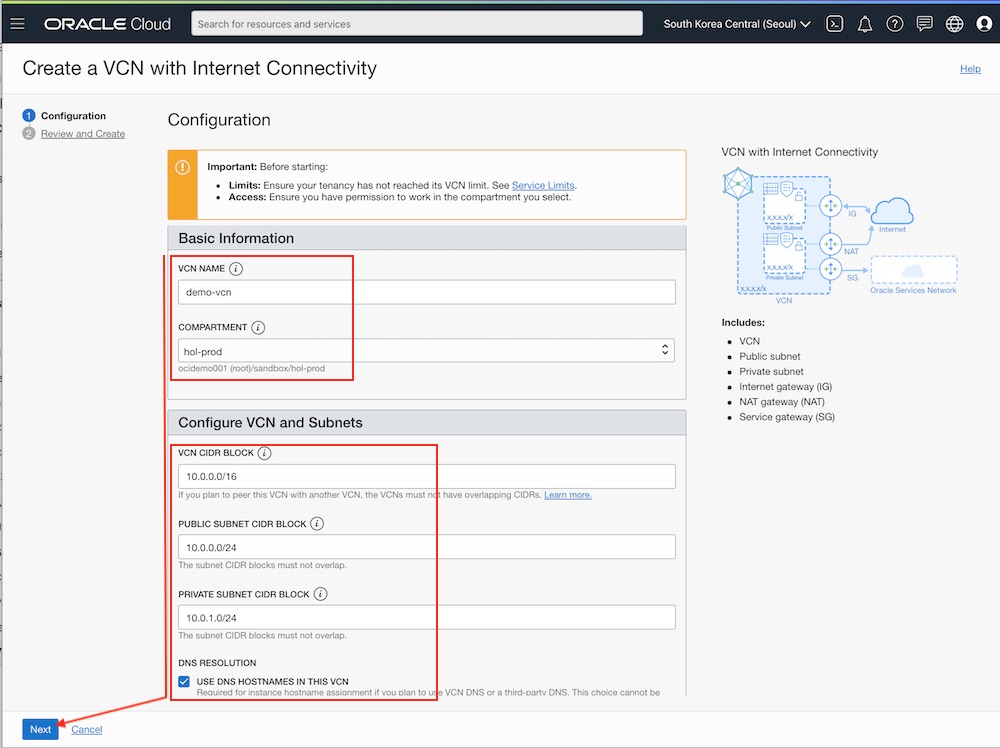 ORACLE Cloud
Search for resources and services
South Korea Central (Seoul)
Create a VCN with Internet Connectivity
Help
1 Configuration
2 Review and Create
Configuration
Important: Before starting:
• Limits: Ensure your tenancy has not reached its VCN limit. See Service Limits.
• Access: Ensure you have permission to work in the compartment you select.
Basic Information
VCN NAME
demo-vcn
COMPARTMENT
hol-prod
ocidemo001 (root)/sandbox/hol-prod
Configure VCN and Subnets
VCN CIDR BLOCK
10.0.0.0/16
If you plan to peer this VCN with another VCN, the VCNs must not have overlapping CIDRs. Learn more.
PUBLIC SUBNET CIDR BLOCK
10.0.0.0/24
The subnet CIDR blocks must not overlap.
PRIVATE SUBNET CIDR BLOCK
10.0.1.0/24
The subnet CIDR blocks must not overlap.
DNS RESOLUTION
USE DNS HOSTNAMES IN THIS VCN
Required for instance hostname assignment if you plan to use VCN DNS or a third-party DNS. This choice cannot be
VCN with Internet Connectivity
x.x.x.x/x
Public Subnet
IG
Internet
NAT
x.x.x.x/x
Private Subnet
SG
x.x.x.x/x
Oracle Services Network
VCN
Includes:
• VCN
• Public subnet
• Private subnet
• Internet gateway (IG)
• NAT gateway (NAT)
• Service gateway (SG)
Next
Cancel